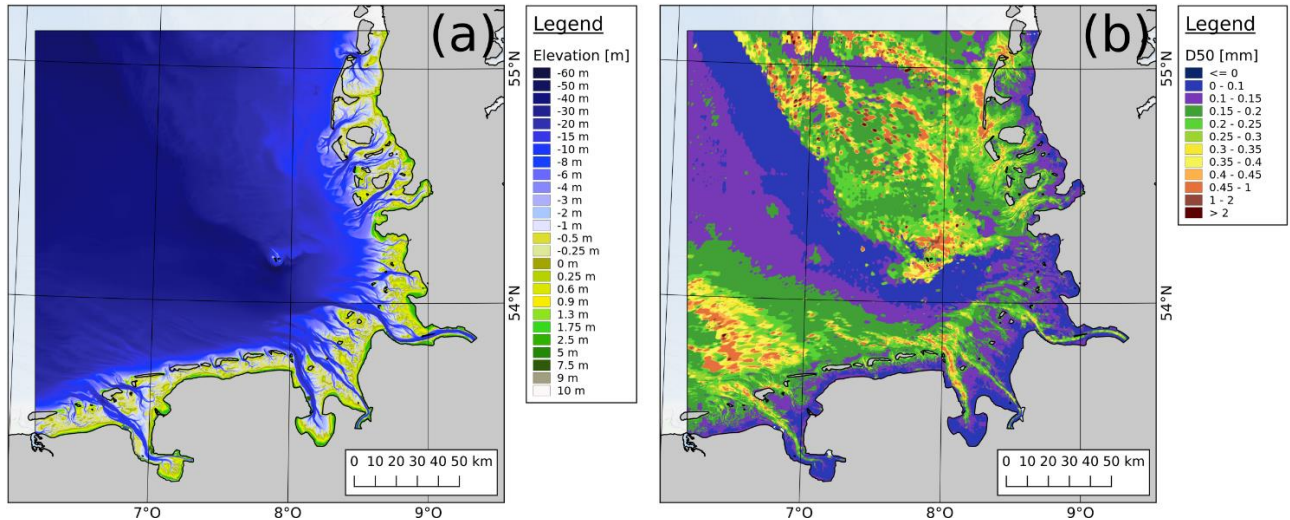 (a)
Legend
Elevation [m]
-60 m
-50 m
-40 m
-30 m
-20 m
-15 m
-10 m
-8 m
-6 m
-4 m
-3 m
-2 m
-1 m
-0.5 m
-0.25 m
0 m
0.25 m
0.6 m
0.9 m
1.3 m
1.75 m
2.5 m
5 m
7.5 m
9 m
10 m
55°N
54°N
0 10 20 30 40 50 km
7°O
8°O
9°O
(b)
Legend
D50 [mm]
<= 0
0 - 0.1
0.1 - 0.15
0.15 - 0.2
0.2 - 0.25
0.25 - 0.3
0.3 - 0.35
0.35 - 0.4
0.4 - 0.45
0.45 - 1
1 - 2
> 2
55°N
54°N
0 10 20 30 40 50 km
7°O
8°O
9°O